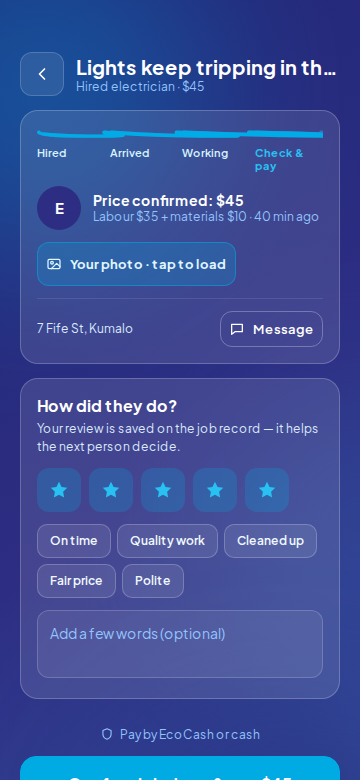 Lights keep tripping in th…
Hired electrician · $45
Hired Arrived Working Check & pay
E
Price confirmed: $45
Labour $35 + materials $10 · 40 min ago
Your photo · tap to load
7 Fife St, Kumalo
Message
How did they do?
Your review is saved on the job record — it helps
the next person decide.
On time Quality work Cleaned up
Fair price Polite
Add a few words (optional)
Pay by EcoCash or cash